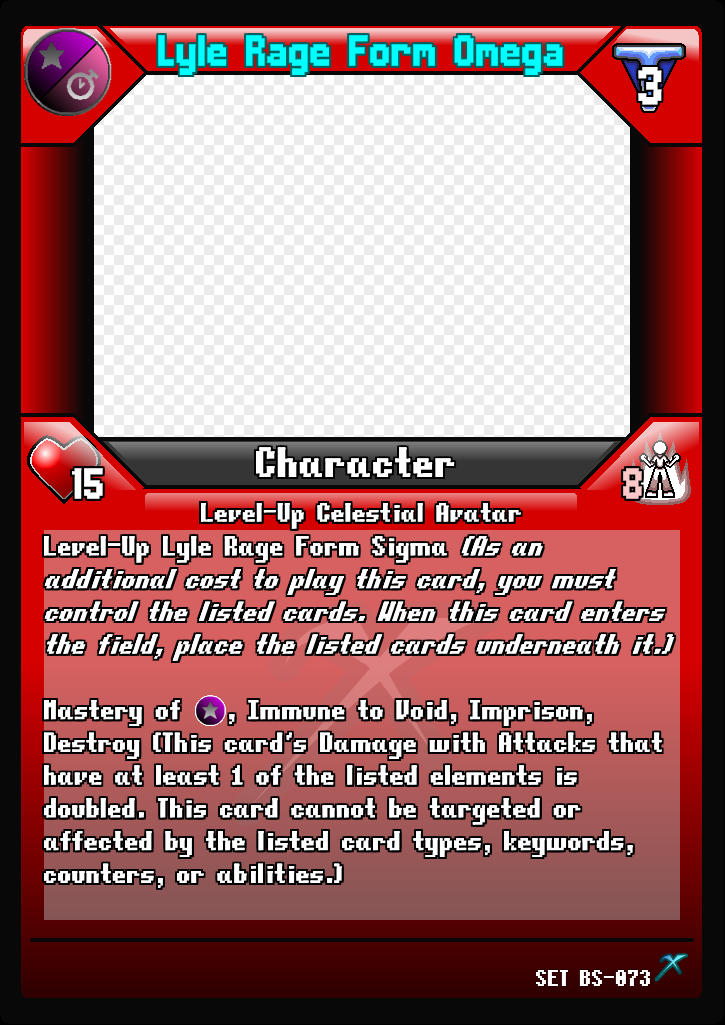 Lyle Rage Form Omega
3
Character
15
8
Level-Up Celestial Avatar
Level-Up Lyle Rage Form Sigma (As an
additional cost to play this card, you must
control the listed cards. When this card enters
the field, place the listed cards underneath it.)
Mastery of , Immune to Void, Imprison,
Destroy (This card's Damage with Attacks that
have at least 1 of the listed elements is
doubled. This card cannot be targeted or
affected by the listed card types, keywords,
counters, or abilities.)
SET BS-073